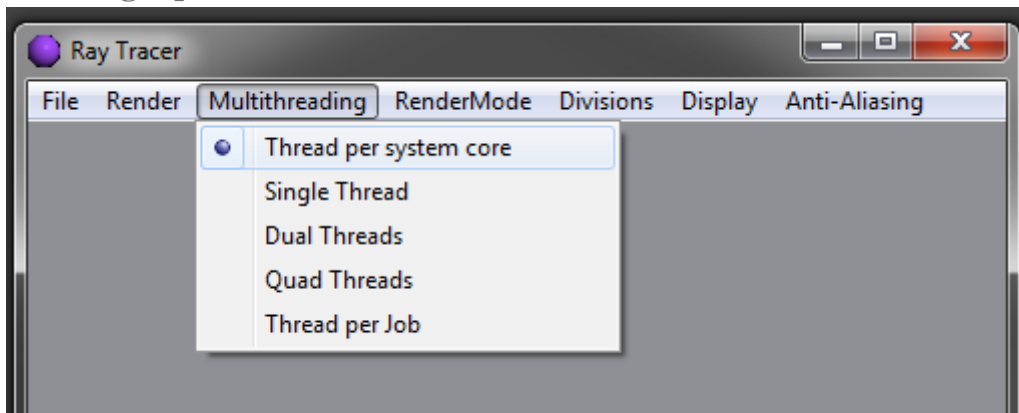 Ray Tracer
File Render Multithreading RenderMode Divisions Display Anti-Aliasing
Thread per system core
Single Thread
Dual Threads
Quad Threads
Thread per Job